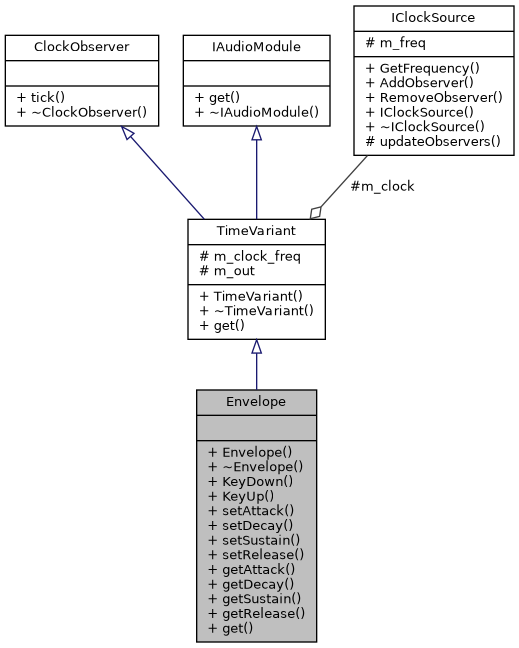 ClockObserver
+ tick()
+ ~ClockObserver()
IAudioModule
+ get()
+ ~IAudioModule()
IClockSource
# m_freq
+ GetFrequency()
+ AddObserver()
+ RemoveObserver()
+ IClockSource()
+ ~IClockSource()
# updateObservers()
#m_clock
TimeVariant
# m_clock_freq
# m_out
+ TimeVariant()
+ ~TimeVariant()
+ get()
Envelope
+ Envelope()
+ ~Envelope()
+ KeyDown()
+ KeyUp()
+ setAttack()
+ setDecay()
+ setSustain()
+ setRelease()
+ getAttack()
+ getDecay()
+ getSustain()
+ getRelease()
+ get()